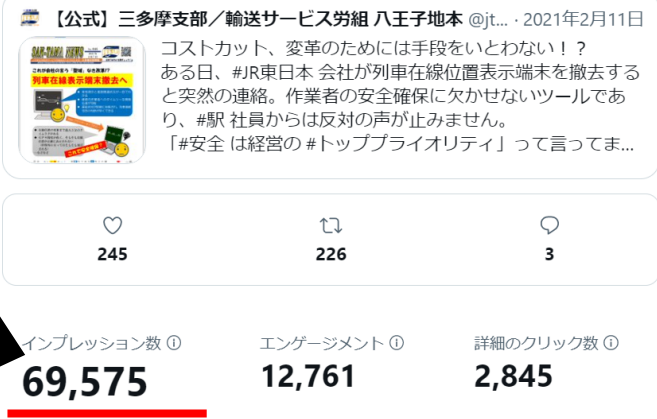 【公式】三多摩支部／輸送サービス労組 八王子地本 @jt... · 2021年2月11日
SAN-TAMA NEWS
列車在線表示端末撤去へ
コストカット、変革のためには手段をいとわない！？
ある日、#JR東日本 会社が列車在線位置表示端末を撤去する
と突然の連絡。作業者の安全確保に欠かせないツールであ
り、#駅 社員からは反対の声が止みません。
「#安全 は経営の #トッププライオリティ」って言ってま...
245 226 3
インプレッション数 エンゲージメント 詳細のクリック数
69,575 12,761 2,845